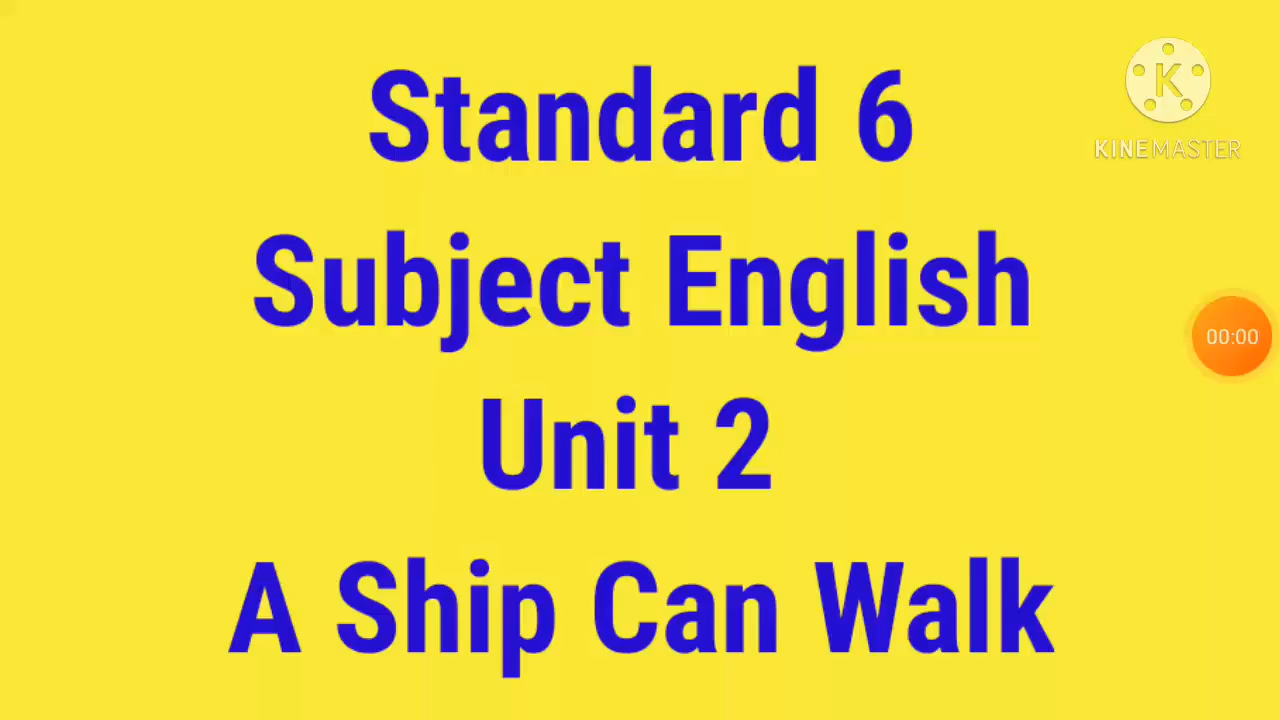 Standard 6
K
KINEMASTER
Subject English
00:00
Unit 2
A Ship Can Walk